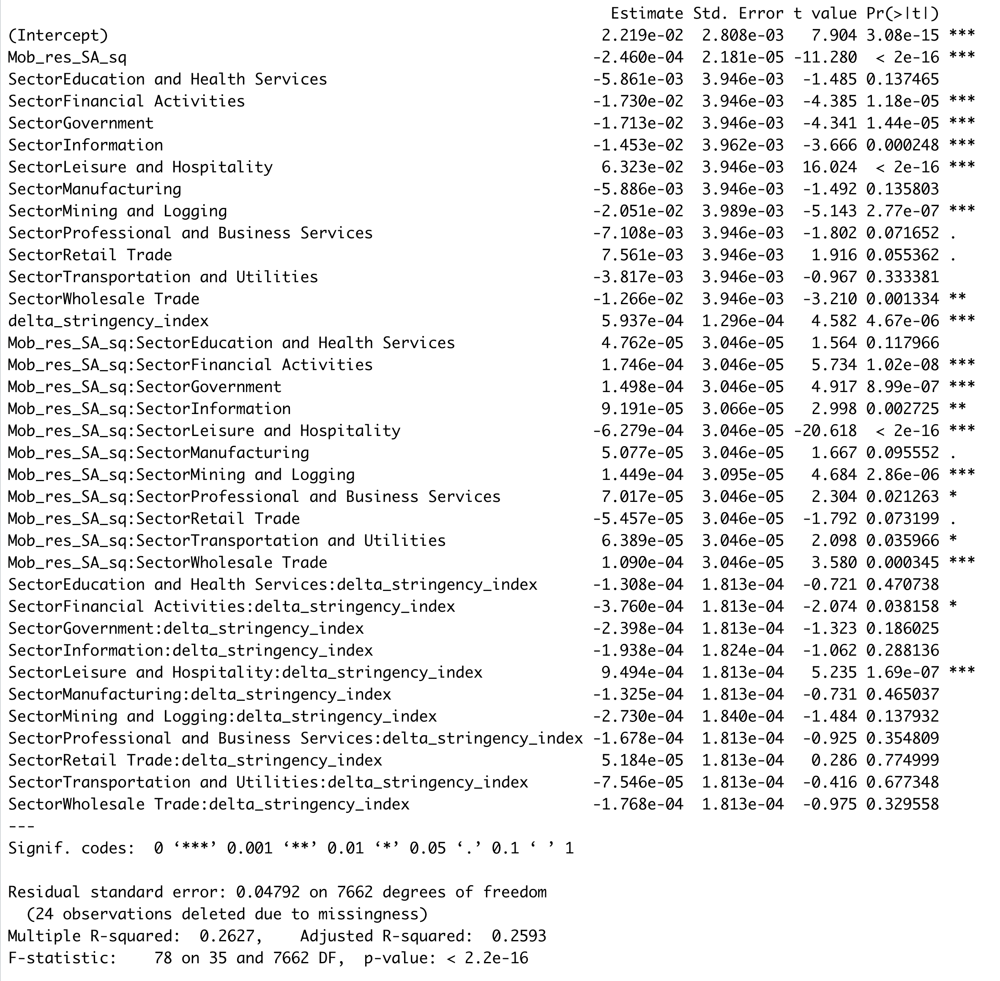 Estimate Std. Error t value Pr(>|t|)
(Intercept) 2.219e-02 2.808e-03 7.904 3.08e-15 ***
Mob_res_SA_sq -2.460e-04 2.181e-05 -11.280 < 2e-16 ***
SectorEducation and Health Services -5.861e-03 3.946e-03 -1.485 0.137465
SectorFinancial Activities -1.730e-02 3.946e-03 -4.385 1.18e-05 ***
SectorGovernment -1.713e-02 3.946e-03 -4.341 1.44e-05 ***
SectorInformation -1.453e-02 3.962e-03 -3.666 0.000248 ***
SectorLeisure and Hospitality 6.323e-02 3.946e-03 16.024 < 2e-16 ***
SectorManufacturing -5.886e-03 3.946e-03 -1.492 0.135803
SectorMining and Logging -2.051e-02 3.989e-03 -5.143 2.77e-07 ***
SectorProfessional and Business Services -7.108e-03 3.946e-03 -1.802 0.071652 .
SectorRetail Trade 7.561e-03 3.946e-03 1.916 0.055362 .
SectorTransportation and Utilities -3.817e-03 3.946e-03 -0.967 0.333381
SectorWholesale Trade -1.266e-02 3.946e-03 -3.210 0.001334 **
delta_stringency_index 5.937e-04 1.296e-04 4.582 4.67e-06 ***
Mob_res_SA_sq:SectorEducation and Health Services 4.762e-05 3.046e-05 1.564 0.117966
Mob_res_SA_sq:SectorFinancial Activities 1.746e-04 3.046e-05 5.734 1.02e-08 ***
Mob_res_SA_sq:SectorGovernment 1.498e-04 3.046e-05 4.917 8.99e-07 ***
Mob_res_SA_sq:SectorInformation 9.191e-05 3.066e-05 2.998 0.002725 **
Mob_res_SA_sq:SectorLeisure and Hospitality -6.279e-04 3.046e-05 -20.618 < 2e-16 ***
Mob_res_SA_sq:SectorManufacturing 5.077e-05 3.046e-05 1.667 0.095552 .
Mob_res_SA_sq:SectorMining and Logging 1.449e-04 3.095e-05 4.684 2.86e-06 ***
Mob_res_SA_sq:SectorProfessional and Business Services 7.017e-05 3.046e-05 2.304 0.021263 *
Mob_res_SA_sq:SectorRetail Trade -5.457e-05 3.046e-05 -1.792 0.073199 .
Mob_res_SA_sq:SectorTransportation and Utilities 6.389e-05 3.046e-05 2.098 0.035966 *
Mob_res_SA_sq:SectorWholesale Trade 1.090e-04 3.046e-05 3.580 0.000345 ***
SectorEducation and Health Services:delta_stringency_index -1.308e-04 1.813e-04 -0.721 0.470738
SectorFinancial Activities:delta_stringency_index -3.760e-04 1.813e-04 -2.074 0.038158 *
SectorGovernment:delta_stringency_index -2.398e-04 1.813e-04 -1.323 0.186025
SectorInformation:delta_stringency_index -1.938e-04 1.824e-04 -1.062 0.288136
SectorLeisure and Hospitality:delta_stringency_index 9.494e-04 1.813e-04 5.235 1.69e-07 ***
SectorManufacturing:delta_stringency_index -1.325e-04 1.813e-04 -0.731 0.465037
SectorMining and Logging:delta_stringency_index -2.730e-04 1.840e-04 -1.484 0.137932
SectorProfessional and Business Services:delta_stringency_index -1.678e-04 1.813e-04 -0.925 0.354809
SectorRetail Trade:delta_stringency_index 5.184e-05 1.813e-04 0.286 0.774999
SectorTransportation and Utilities:delta_stringency_index -7.546e-05 1.813e-04 -0.416 0.677348
SectorWholesale Trade:delta_stringency_index -1.768e-04 1.813e-04 -0.975 0.329558
---
Signif. codes: 0 ‘***’ 0.001 ‘**’ 0.01 ‘*’ 0.05 ‘.’ 0.1 ‘ ’ 1
Residual standard error: 0.04792 on 7662 degrees of freedom
(24 observations deleted due to missingness)
Multiple R-squared: 0.2627, Adjusted R-squared: 0.2593
F-statistic: 78 on 35 and 7662 DF, p-value: < 2.2e-16